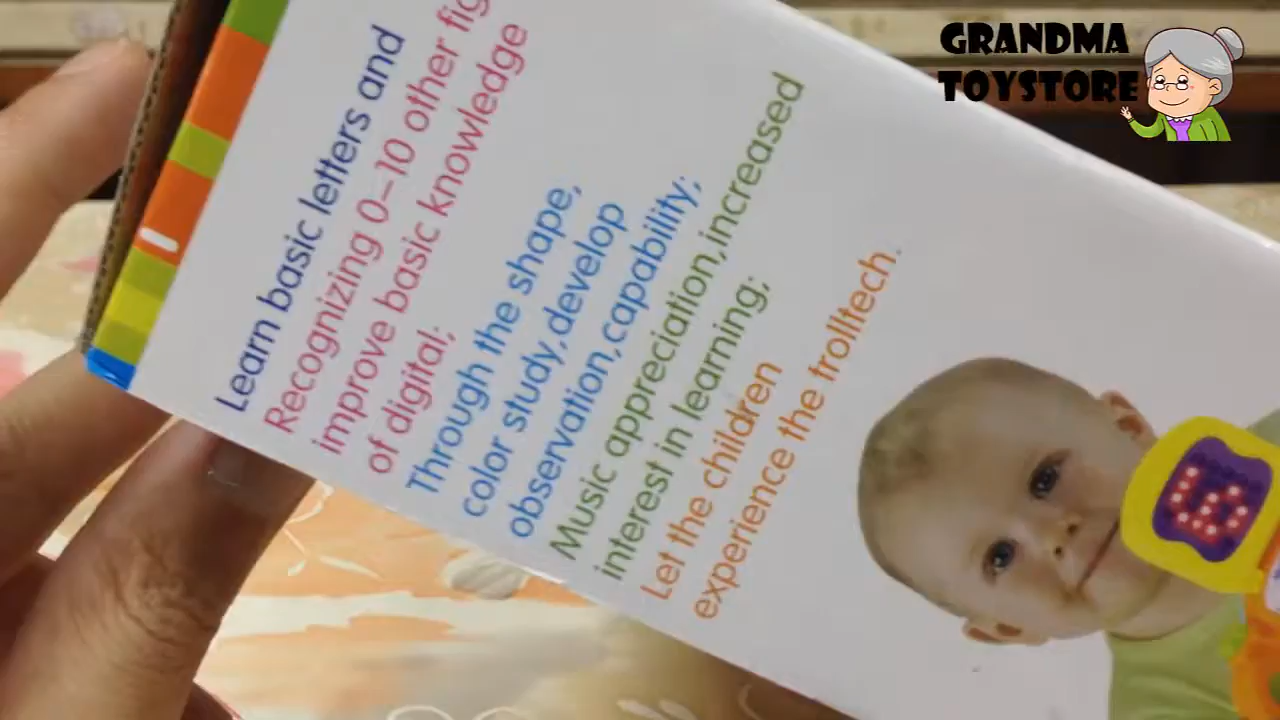 GRANDMA
TOYSTORE
Learn basic letters and
Recognizing 0-10 other
improve basic knowledge
of digital;
Through the shape,
color study,develop
observation,capability;
Music appreciation,increased
interest in learning;
Let the children
experience the trolltech.